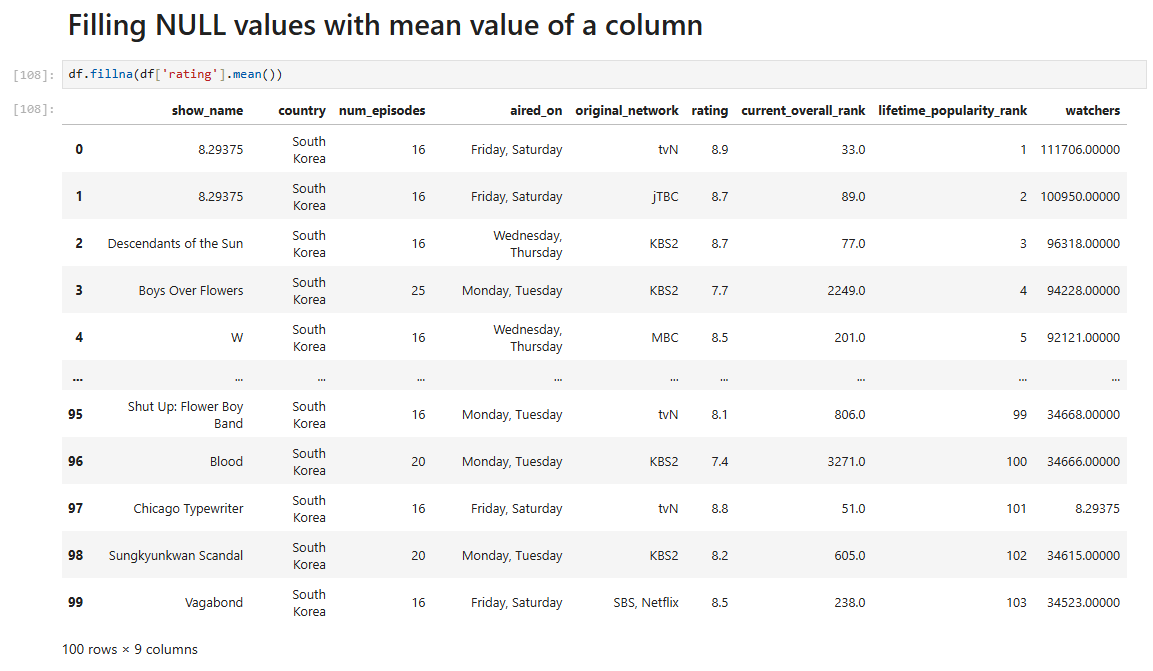 Filling NULL values with mean value of a column
[108]: df.fillna(df['rating'].mean())
[108]: show_name country num_episodes aired_on original_network rating current_overall_rank lifetime_popularity_rank watchers
0 8.29375 South Korea 16 Friday, Saturday tvN 8.9 33.0 1 111706.00000
1 8.29375 South Korea 16 Friday, Saturday jTBC 8.7 89.0 2 100950.00000
2 Descendants of the Sun South Korea 16 Wednesday, Thursday KBS2 8.7 77.0 3 96318.00000
3 Boys Over Flowers South Korea 25 Monday, Tuesday KBS2 7.7 2249.0 4 94228.00000
4 W South Korea 16 Wednesday, Thursday MBC 8.5 201.0 5 92121.00000
... ... ... ... ... ... ... ... ... ...
95 Shut Up: Flower Boy Band South Korea 16 Monday, Tuesday tvN 8.1 806.0 99 34668.00000
96 Blood South Korea 20 Monday, Tuesday KBS2 7.4 3271.0 100 34666.00000
97 Chicago Typewriter South Korea 16 Friday, Saturday tvN 8.8 51.0 101 8.29375
98 Sungkyunkwan Scandal South Korea 20 Monday, Tuesday KBS2 8.2 605.0 102 34615.00000
99 Vagabond South Korea 16 Friday, Saturday SBS, Netflix 8.5 238.0 103 34523.00000
100 rows × 9 columns